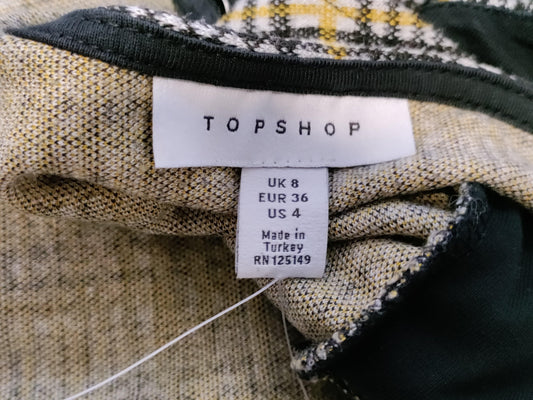 TOPSHOP
UK 8
EUR 36
US 4
Made in
Turkey
RN 125149